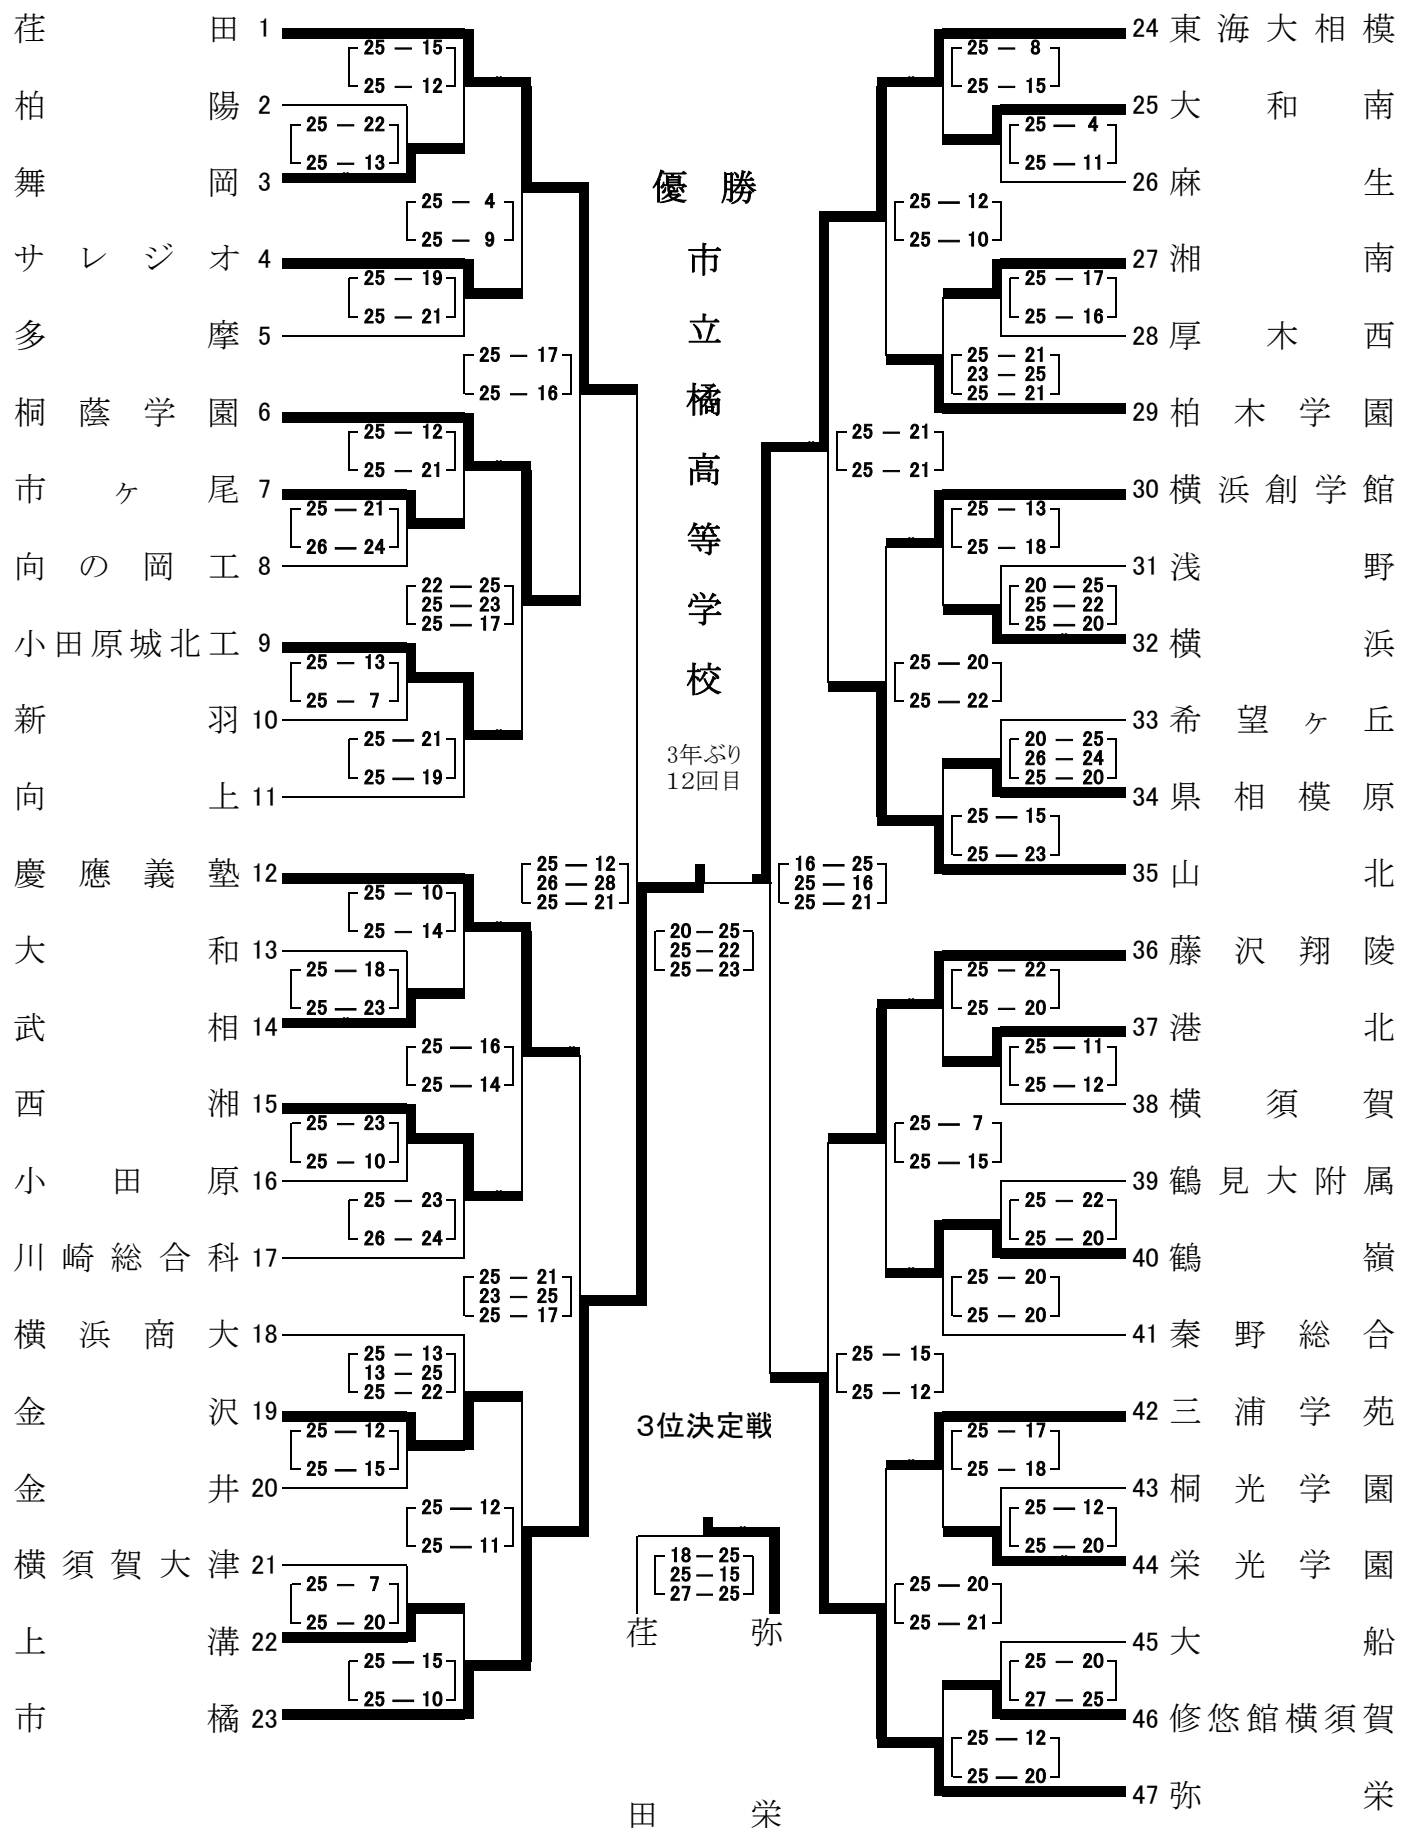 荏田 1
25 — 15
25 — 12
柏陽 2
25 — 22
25 — 13
舞岡 3
25 — 4
25 — 9
サレジオ 4
25 — 19
25 — 21
多摩 5
25 — 17
25 — 16
桐蔭学園 6
25 — 12
25 — 21
市ヶ尾 7
25 — 21
26 — 24
向の岡工 8
22 — 25
25 — 23
25 — 17
小田原城北工 9
25 — 13
25 — 7
新羽 10
25 — 21
25 — 19
向上 11
慶應義塾 12
25 — 10
25 — 14
大和 13
25 — 18
25 — 23
武相 14
25 — 16
25 — 14
西湘 15
25 — 23
25 — 10
小田原 16
25 — 23
26 — 24
川崎総合科 17
25 — 21
23 — 25
25 — 17
横浜商大 18
25 — 13
13 — 25
25 — 22
金沢 19
25 — 12
25 — 15
金井 20
25 — 12
25 — 11
横須賀大津 21
25 — 7
25 — 20
上溝 22
25 — 15
25 — 10
市橘 23
25 — 12
26 — 28
25 — 21
優勝
市立橘高等学校
3年ぶり
12回目
20 — 25
25 — 22
25 — 23
16 — 25
25 — 16
25 — 21
3位決定戦
18 — 25
25 — 15
27 — 25
荏 弥
田 栄
24 東海大相模
25 — 8
25 — 15
25 大和南
25 — 4
25 — 11
26 麻生
25 — 12
25 — 10
27 湘南
25 — 17
25 — 16
28 厚木西
25 — 21
23 — 25
25 — 21
29 柏木学園
25 — 21
25 — 21
30 横浜創学館
25 — 13
25 — 18
31 浅野
20 — 25
25 — 22
25 — 20
32 横浜
25 — 20
25 — 22
33 希望ヶ丘
20 — 25
26 — 24
25 — 20
34 県相模原
25 — 15
25 — 23
35 山北
36 藤沢翔陵
25 — 22
25 — 20
37 港北
25 — 11
25 — 12
38 横須賀
25 — 7
25 — 15
39 鶴見大附属
25 — 22
25 — 20
40 鶴嶺
25 — 20
25 — 20
41 秦野総合
25 — 15
25 — 12
42 三浦学苑
25 — 17
25 — 18
43 桐光学園
25 — 12
25 — 20
44 栄光学園
25 — 20
25 — 21
45 大船
25 — 20
27 — 25
46 修悠館横須賀
25 — 12
25 — 20
47 弥栄